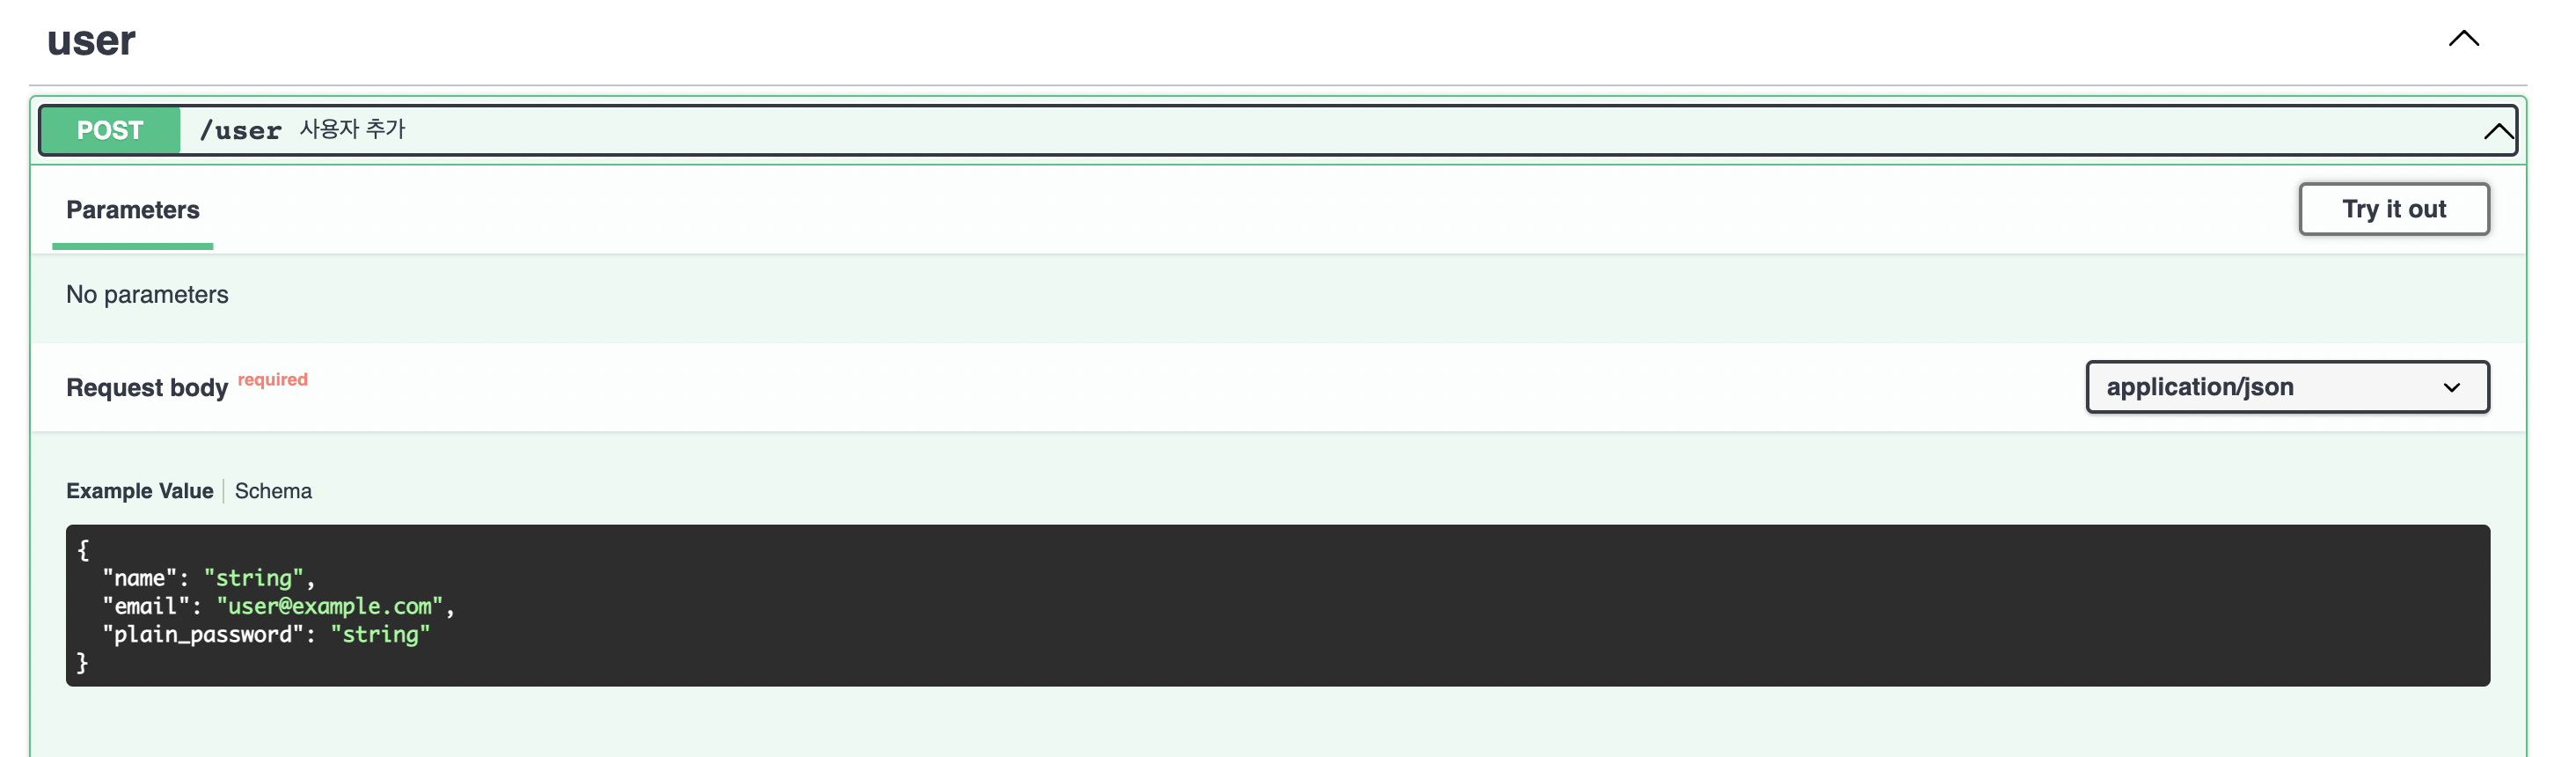 user
POST /user 사용자 추가
Parameters
Try it out
No parameters
Request body required
application/json
Example Value Schema
{
  "name": "string",
  "email": "user@example.com",
  "plain_password": "string"
}